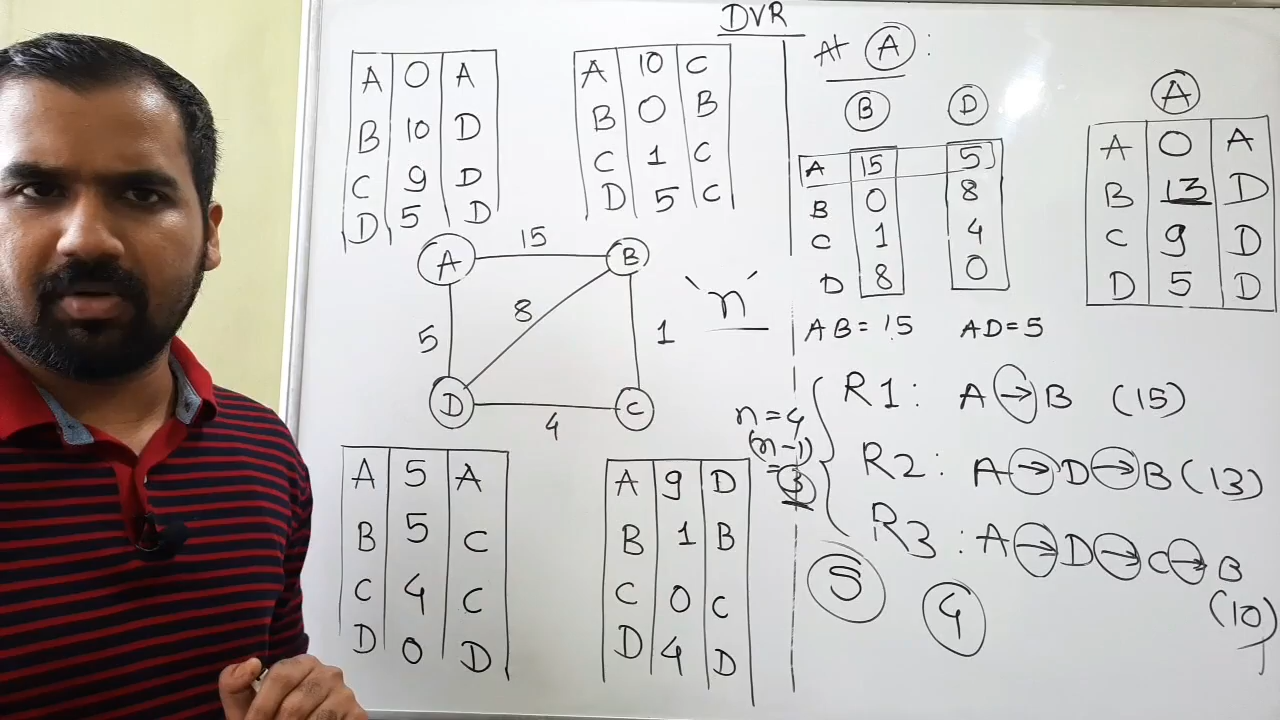 DVR
A 0 A
B 10 D
C 9 D
D 5 D
A 10 C
B 0 B
C 1 C
D 5 C
A 15 B
5 8 1
D 4 C
'n'
A 5 A
B 5 C
C 4 C
D 0 D
A 9 D
B 1 B
C 0 C
D 4 D
At A :
B D
A 15 5
B 0 8
C 1 4
D 8 0
AB = 15 AD = 5
A
A 0 A
B 13 D
C 9 D
D 5 D
n = 4
(n-1)
= 3
R1 : A → B (15)
R2 : A → D → B (13)
R3 : A → D → C → B
(10)
5 4